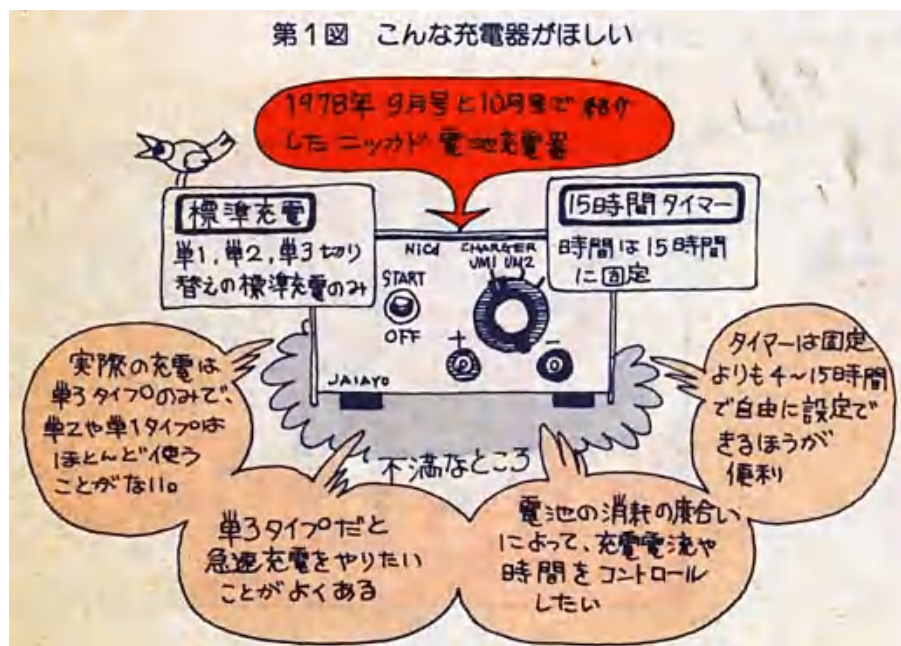 第1図 こんな充電器がほしい
1978年 9月号と10月号で紹介
したニッカド電池充電器
標準充電
単1,単2,単3切り
替えの標準充電のみ
15時間タイマー
時間は15時間
に固定
NiCd CHARGER
UM1 UM2
START
OFF
+
-
JA1AYO
実際の充電は
単3タイプのみで、
単2や単1タイプは
ほとんど使う
ことがない。
不満なところ
タイマーは固定
よりも4〜15時間
で自由に設定で
きるほうが
便利
単3タイプだと
急速充電をやりたい
ことがよくある
電池の消耗の度合い
によって、充電電流や
時間をコントロール
したい